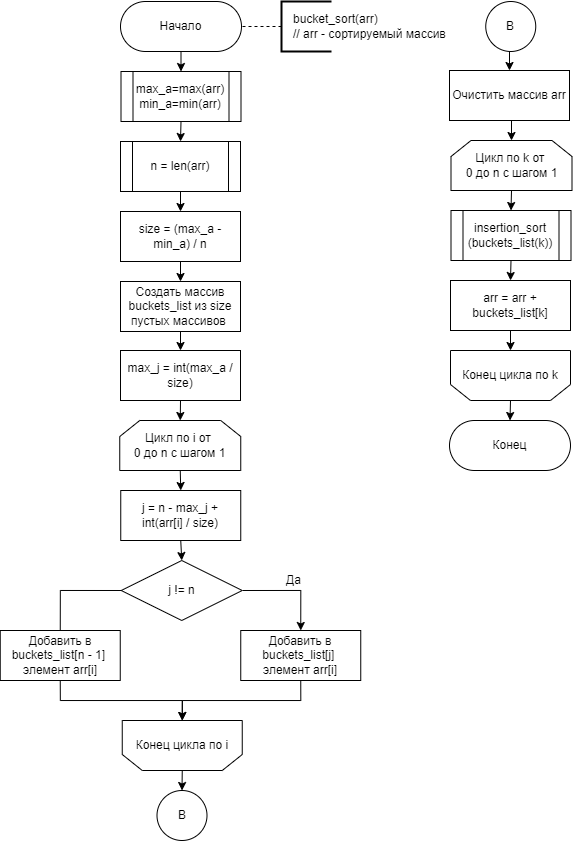 Начало
bucket_sort(arr)
// arr - сортируемый массив
max_a=max(arr)
min_a=min(arr)
n = len(arr)
size = (max_a -
min_a) / n
Создать массив
buckets_list из size
пустых массивов
max_j = int(max_a /
size)
Цикл по i от
0 до n с шагом 1
j = n - max_j +
int(arr[i] / size)
j != n
Да
Добавить в
buckets_list[n - 1]
элемент arr[i]
Добавить в
buckets_list[j]
элемент arr[i]
Конец цикла по i
B
B
Очистить массив arr
Цикл по k от
0 до n с шагом 1
insertion_sort
(buckets_list(k))
arr = arr +
buckets_list[k]
Конец цикла по k
Конец